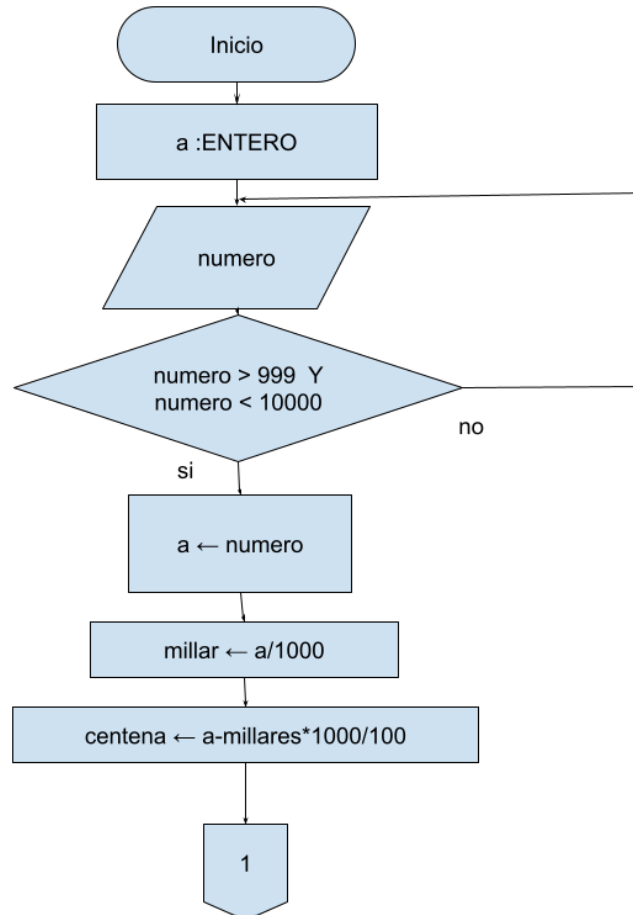 Inicio
a :ENTERO
numero
numero > 999 Y
numero < 10000
no
si
a ← numero
millar ← a/1000
centena ← a-millares*1000/100
1